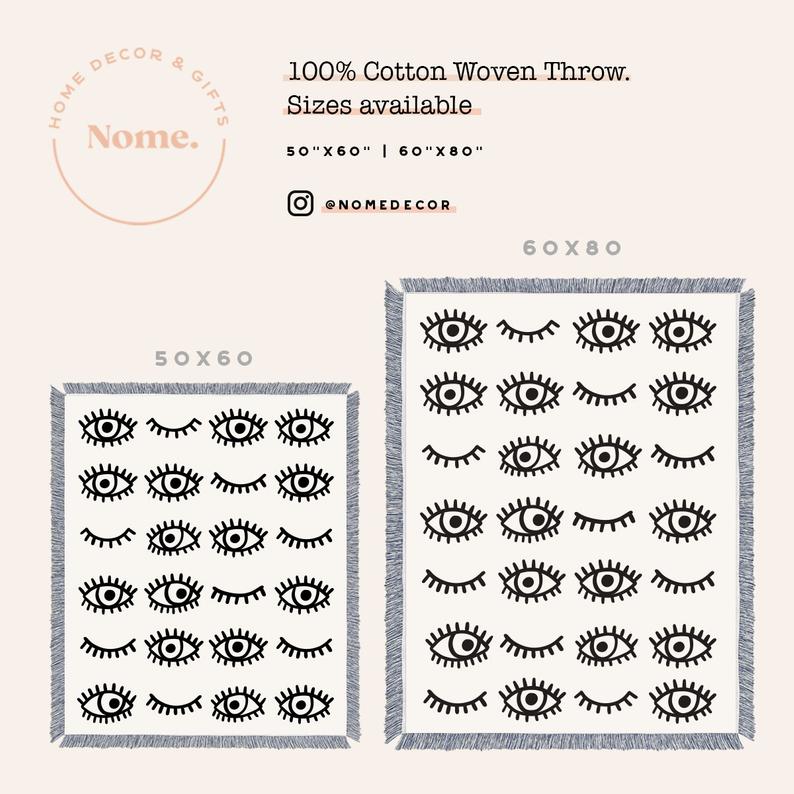 HOME DECOR & GIFTS
Nome.
100% Cotton Woven Throw.
Sizes available
50"X60" | 60"X80"
@NOMEDECOR
60X80
50X60